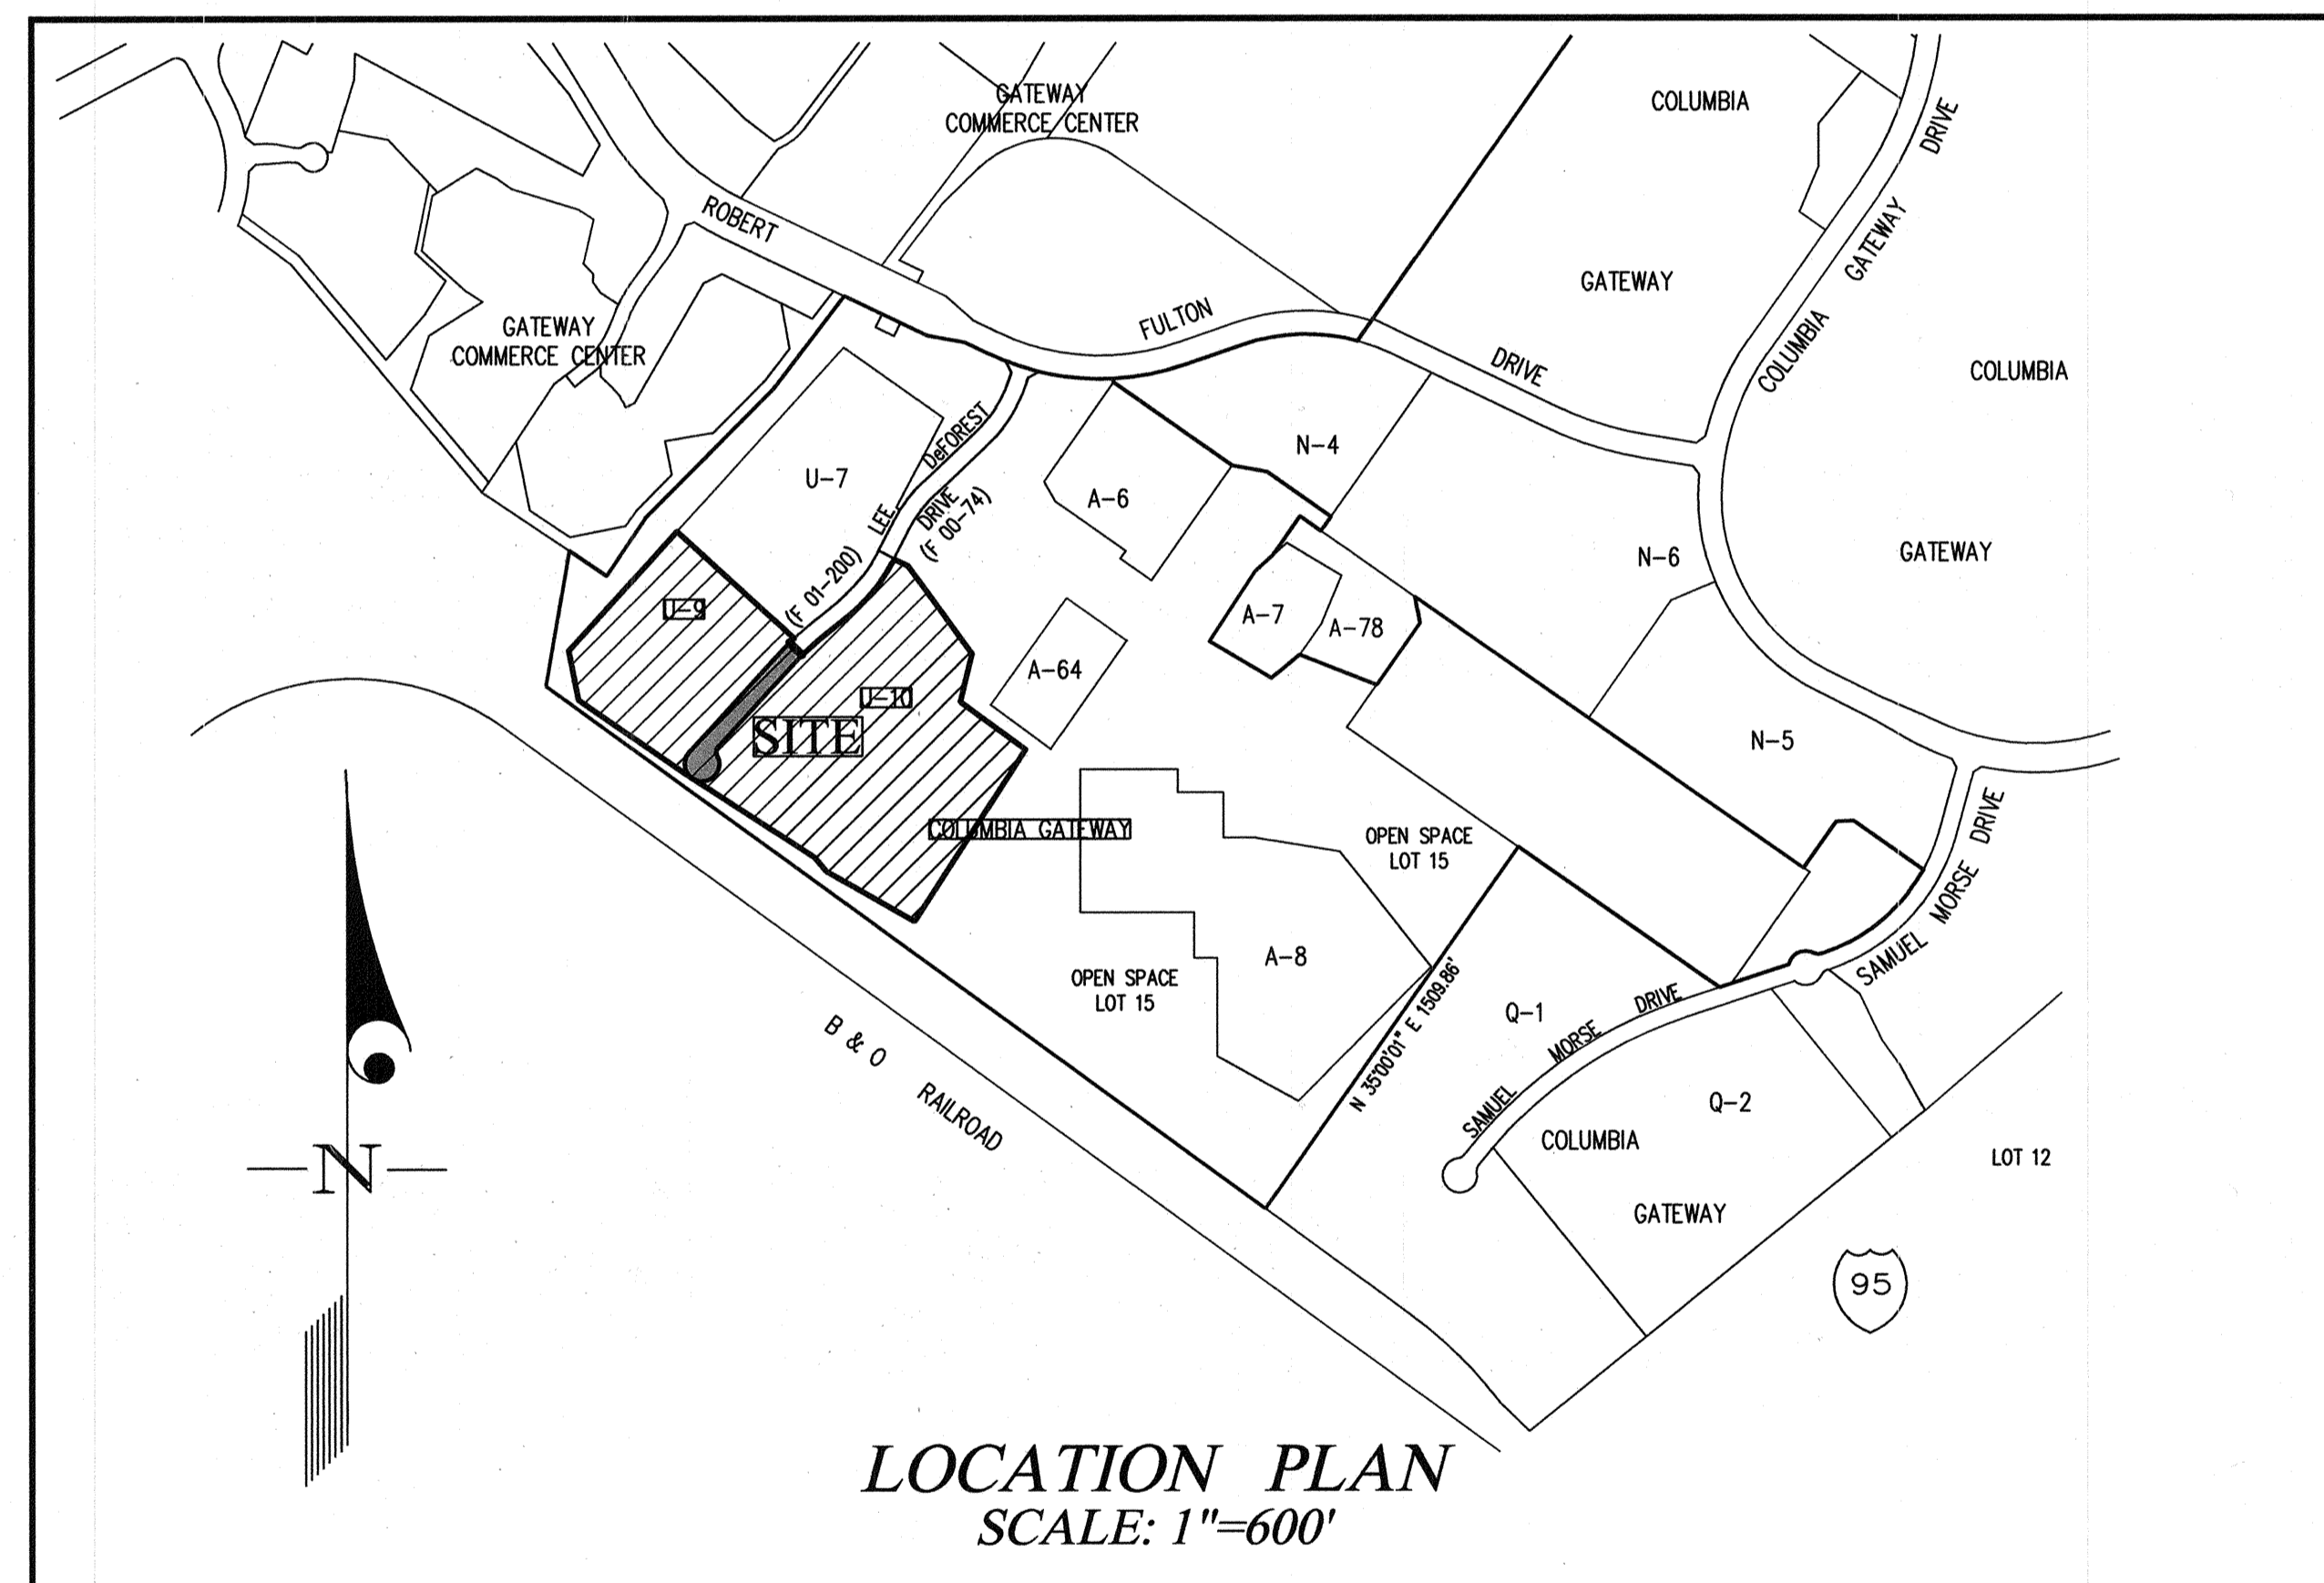 GATEWAY
COMMERCE CENTER
COLUMBIA
GATEWAY
COLUMBIA GATEWAY DRIVE
COLUMBIA
GATEWAY
ROBERT FULTON DRIVE
GATEWAY
COMMERCE CENTER
U-7
LEE DeFOREST
DRIVE
(F 00-74)
(F 01-200)
N-4
A-6
N-6
U-9
A-7
A-78
A-64
U-10
SITE
N-5
COLUMBIA GATEWAY
OPEN SPACE
LOT 15
SAMUEL MORSE DRIVE
A-8
OPEN SPACE
LOT 15
N 35°00'01" E 1509.86'
Q-1
SAMUEL MORSE DRIVE
B & O RAILROAD
Q-2
COLUMBIA
GATEWAY
LOT 12
N
95
LOCATION PLAN
SCALE: 1"=600'